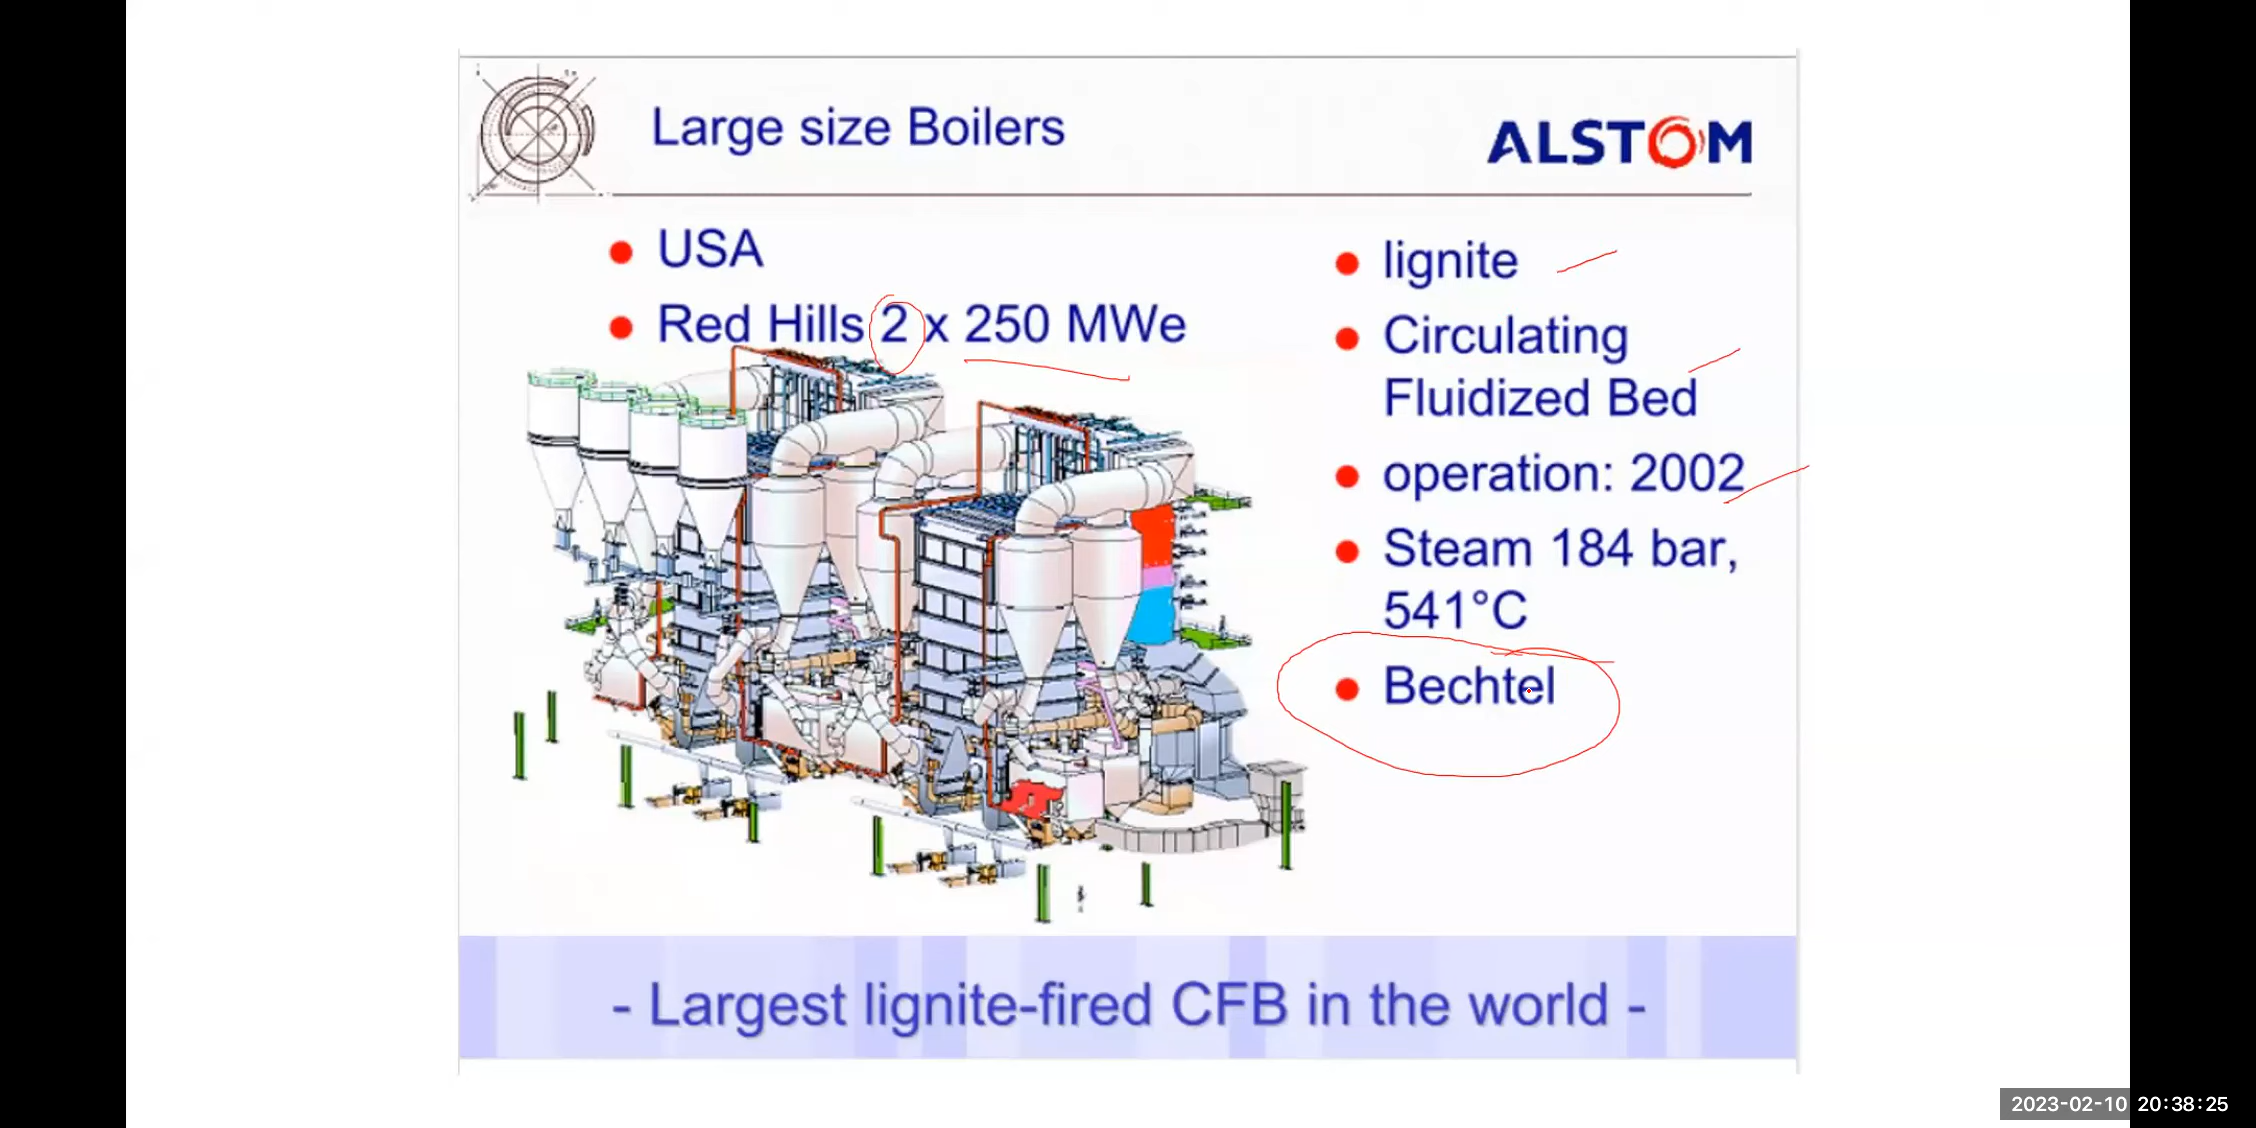 Large size Boilers
ALSTOM
USA
Red Hills 2 x 250 MWe
lignite
Circulating
Fluidized Bed
operation: 2002
Steam 184 bar,
541°C
Bechtel
- Largest lignite-fired CFB in the world -
2023-02-10 20:38:25